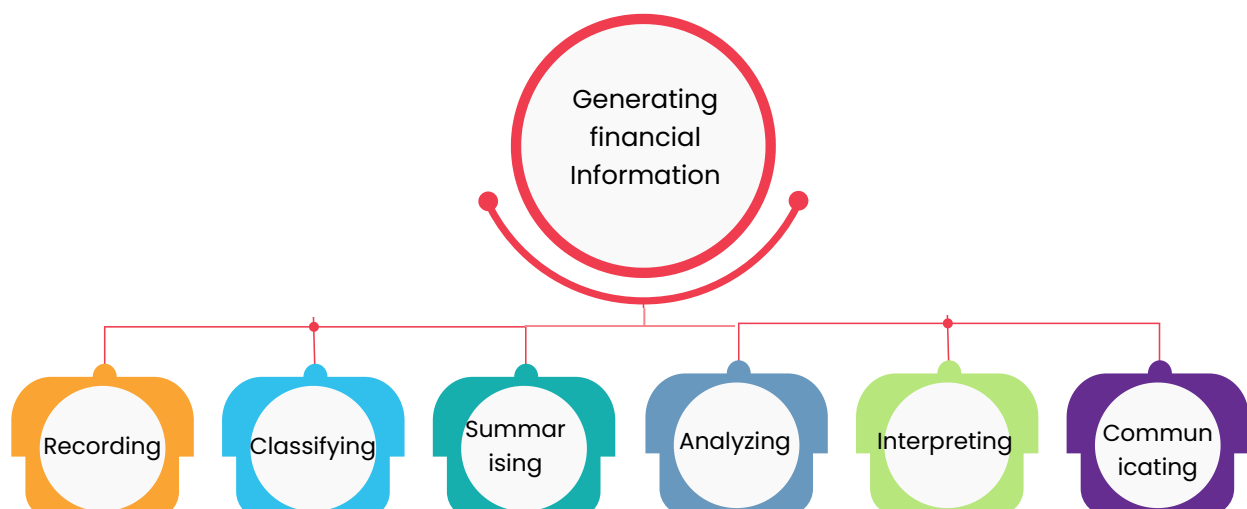 Generating
financial
Information
Recording
Classifying
Summar
ising
Analyzing
Interpreting
Commun
icating